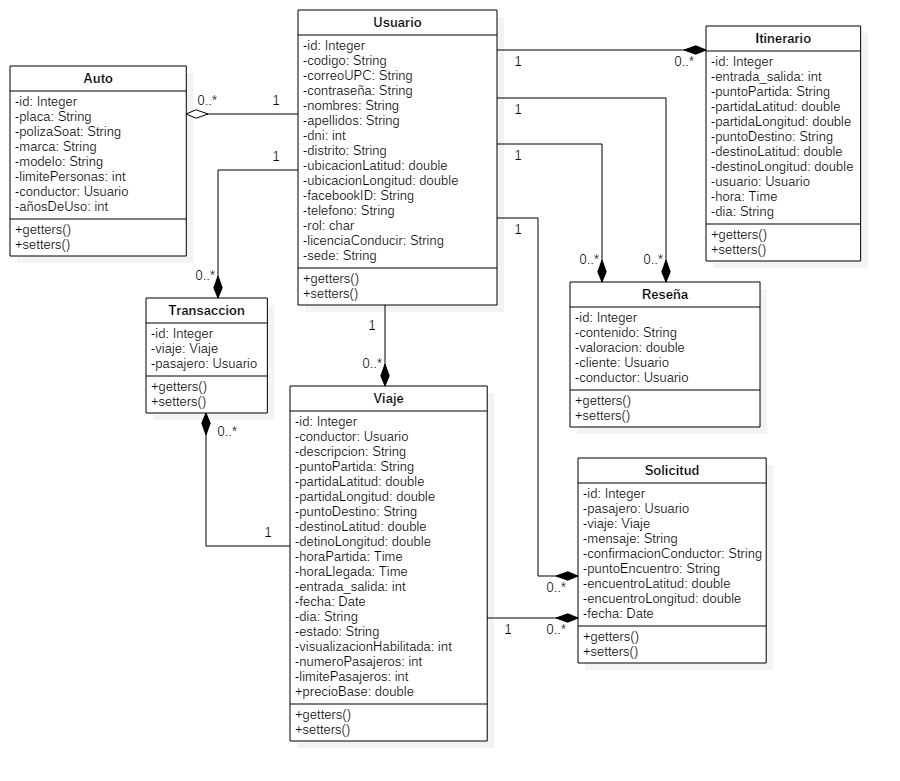 Usuario
-id: Integer
-codigo: String
-correoUPC: String
-contraseña: String
-nombres: String
-apellidos: String
-dni: int
-distrito: String
-ubicacionLatitud: double
-ubicacionLongitud: double
-facebookID: String
-telefono: String
-rol: char
-licenciaConducir: String
-sede: String
+getters()
+setters()
Itinerario
-id: Integer
-entrada_salida: int
-puntoPartida: String
-partidaLatitud: double
-partidaLongitud: double
-puntoDestino: String
-destinoLatitud: double
-destinoLongitud: double
-usuario: Usuario
-hora: Time
-dia: String
+getters()
+setters()
Auto
-id: Integer
-placa: String
-polizaSoat: String
-marca: String
-modelo: String
-limitePersonas: int
-conductor: Usuario
-añosDeUso: int
+getters()
+setters()
0..*
1
1
0..*
1
0..*
1
1
0..*
0..*
1
1
0..*
Transaccion
-id: Integer
-viaje: Viaje
-pasajero: Usuario
+getters()
+setters()
0..*
1
Reseña
-id: Integer
-contenido: String
-valoracion: double
-cliente: Usuario
-conductor: Usuario
+getters()
+setters()
Viaje
-id: Integer
-conductor: Usuario
-descripcion: String
-puntoPartida: String
-partidaLatitud: double
-partidaLongitud: double
-puntoDestino: String
-destinoLatitud: double
-detinoLongitud: double
-horaPartida: Time
-horaLlegada: Time
-entrada_salida: int
-fecha: Date
-dia: String
-estado: String
-visualizacionHabilitada: int
-numeroPasajeros: int
-limitePasajeros: int
+precioBase: double
+getters()
+setters()
Solicitud
-id: Integer
-pasajero: Usuario
-viaje: Viaje
-mensaje: String
-confirmacionConductor: String
-puntoEncuentro: String
-encuentroLatitud: double
-encuentroLongitud: double
-fecha: Date
+getters()
+setters()
0..*
1
0..*